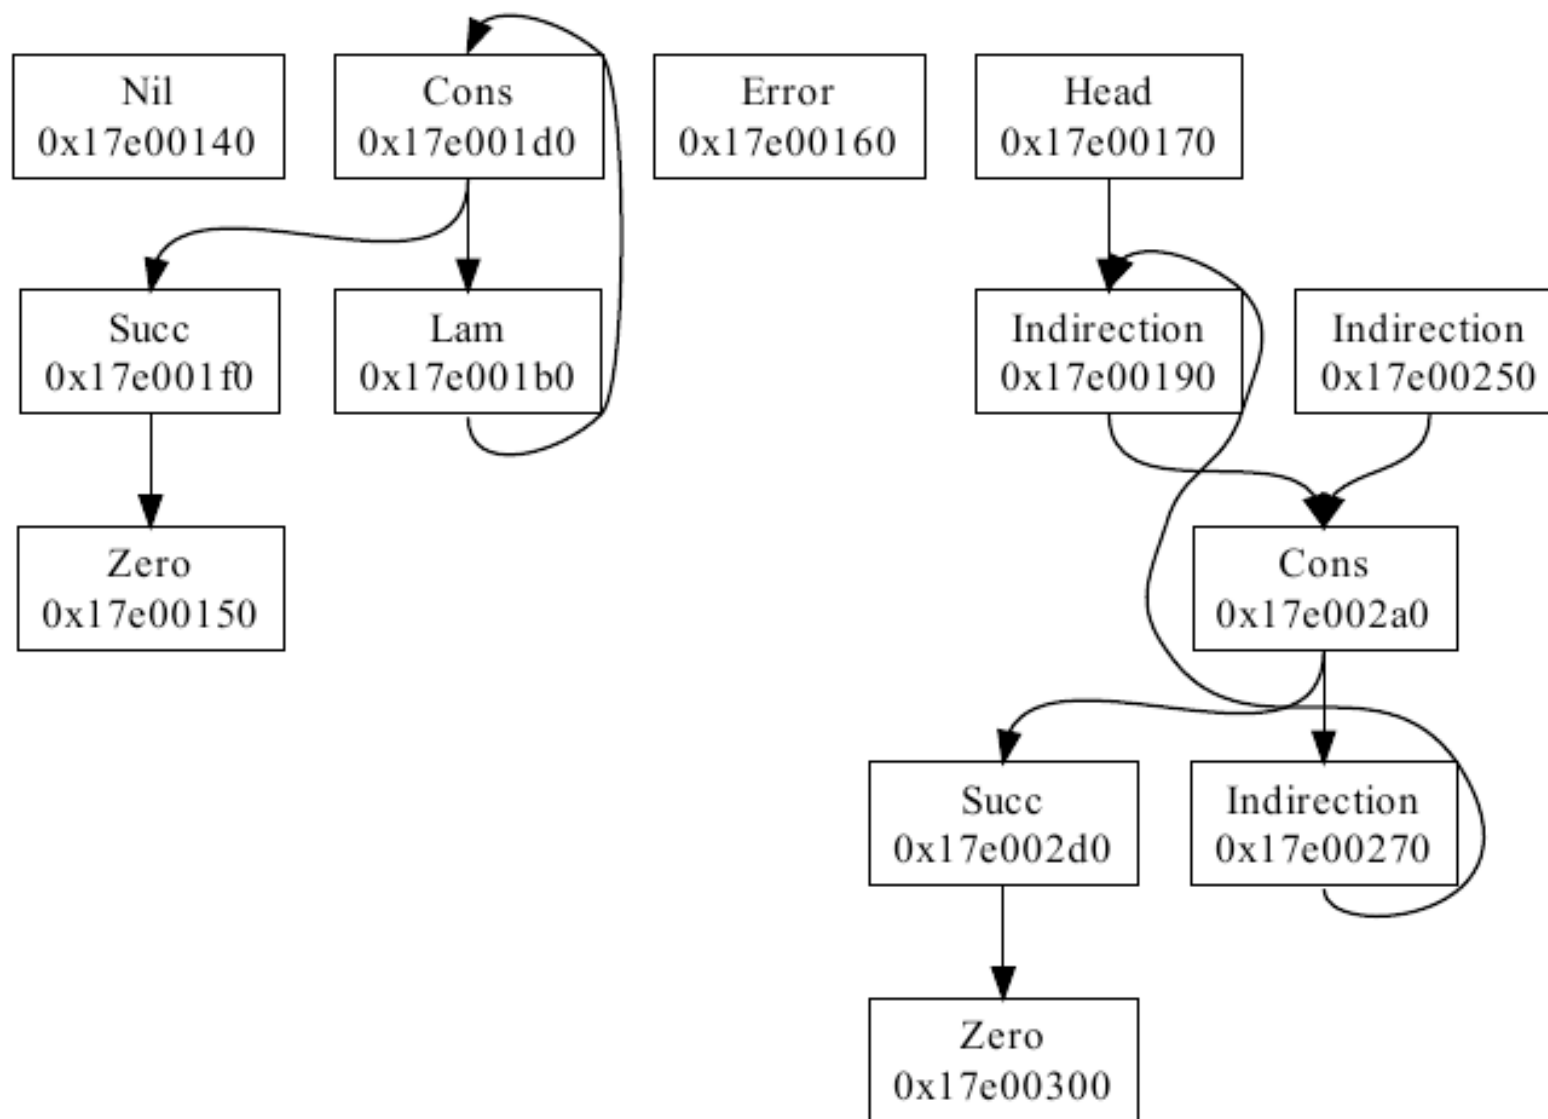 Nil
0x17e00140
Cons
0x17e001d0
Error
0x17e00160
Head
0x17e00170
Succ
0x17e001f0
Lam
0x17e001b0
Indirection
0x17e00190
Indirection
0x17e00250
Zero
0x17e00150
Cons
0x17e002a0
Succ
0x17e002d0
Indirection
0x17e00270
Zero
0x17e00300